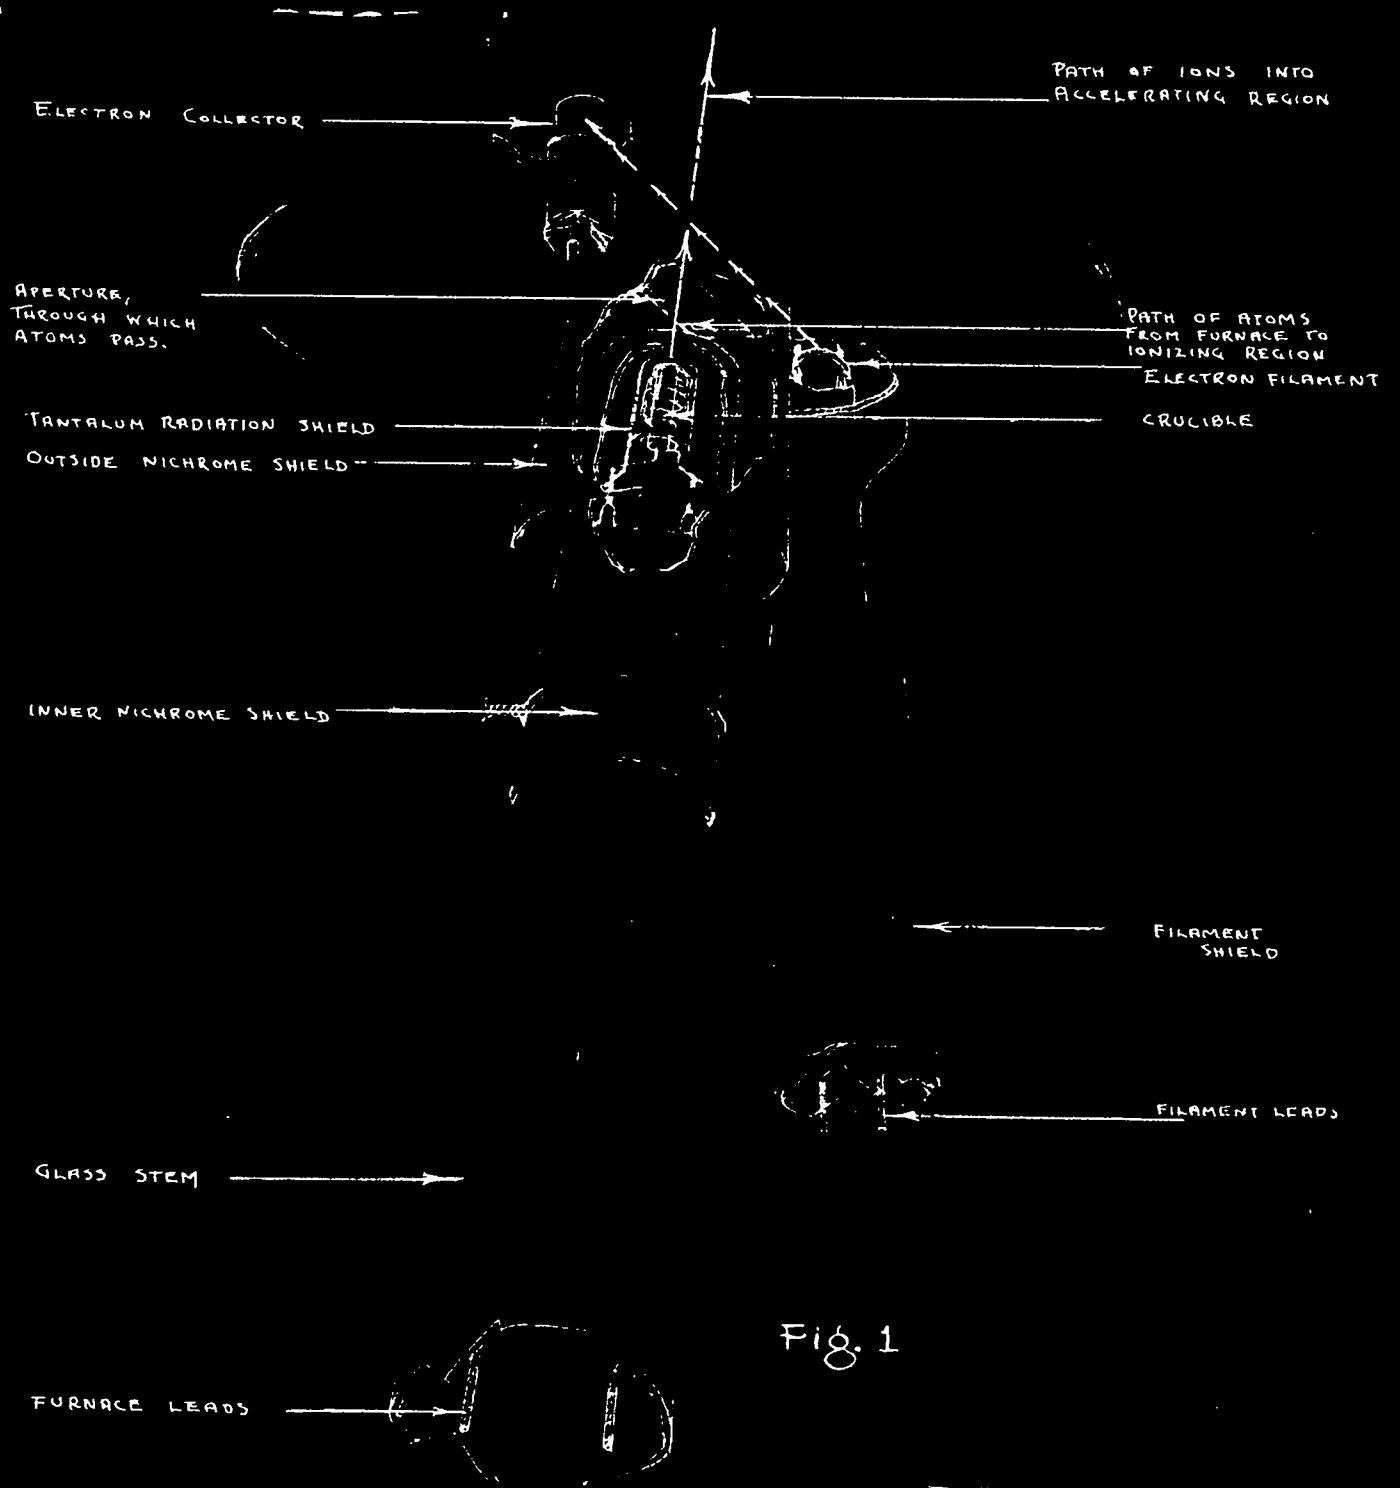 PATH OF IONS INTO
ACCELERATING REGION
ELECTRON COLLECTOR
APERTURE,
THROUGH WHICH
ATOMS PASS.
PATH OF ATOMS
FROM FURNACE TO
IONIZING REGION
ELECTRON FILAMENT
TANTALUM RADIATION SHIELD
CRUCIBLE
OUTSIDE NICHROME SHIELD
INNER NICHROME SHIELD
FILAMENT
SHIELD
FILAMENT LEADS
GLASS STEM
Fig. 1
FURNACE LEADS